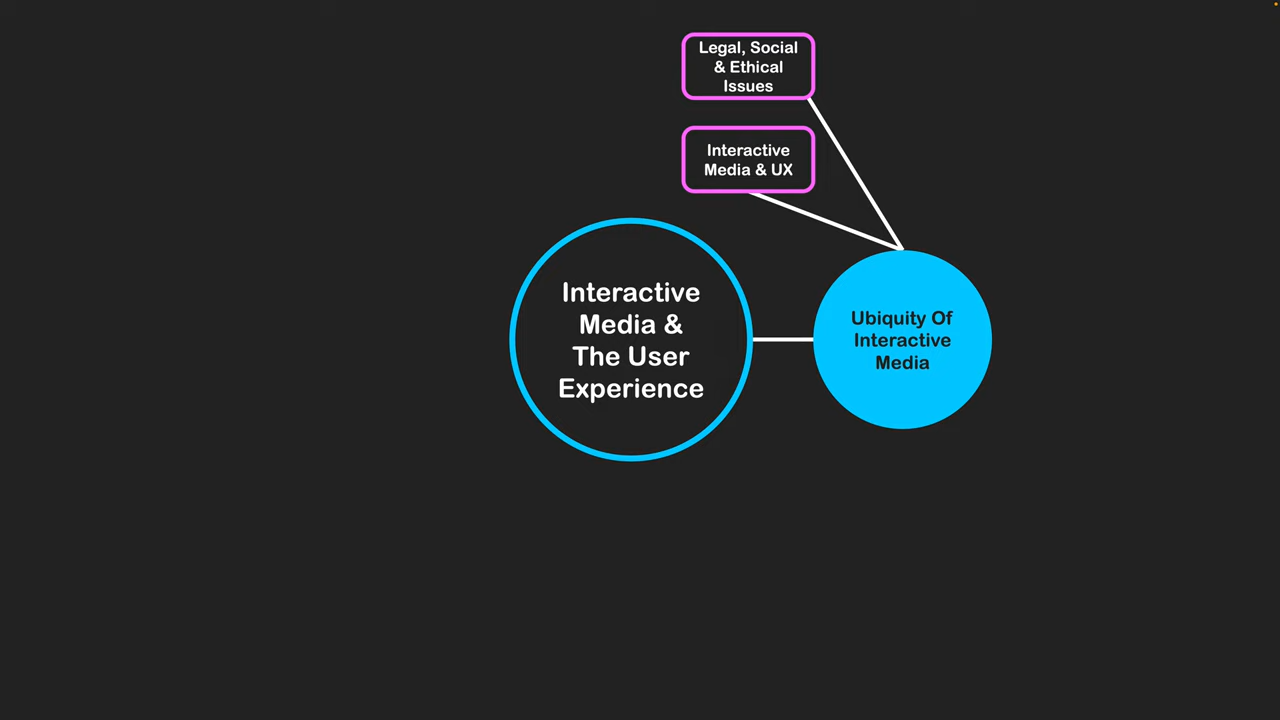 Legal, Social
& Ethical
Issues
Interactive
Media & UX
Interactive
Media &
The User
Experience
Ubiquity Of
Interactive
Media